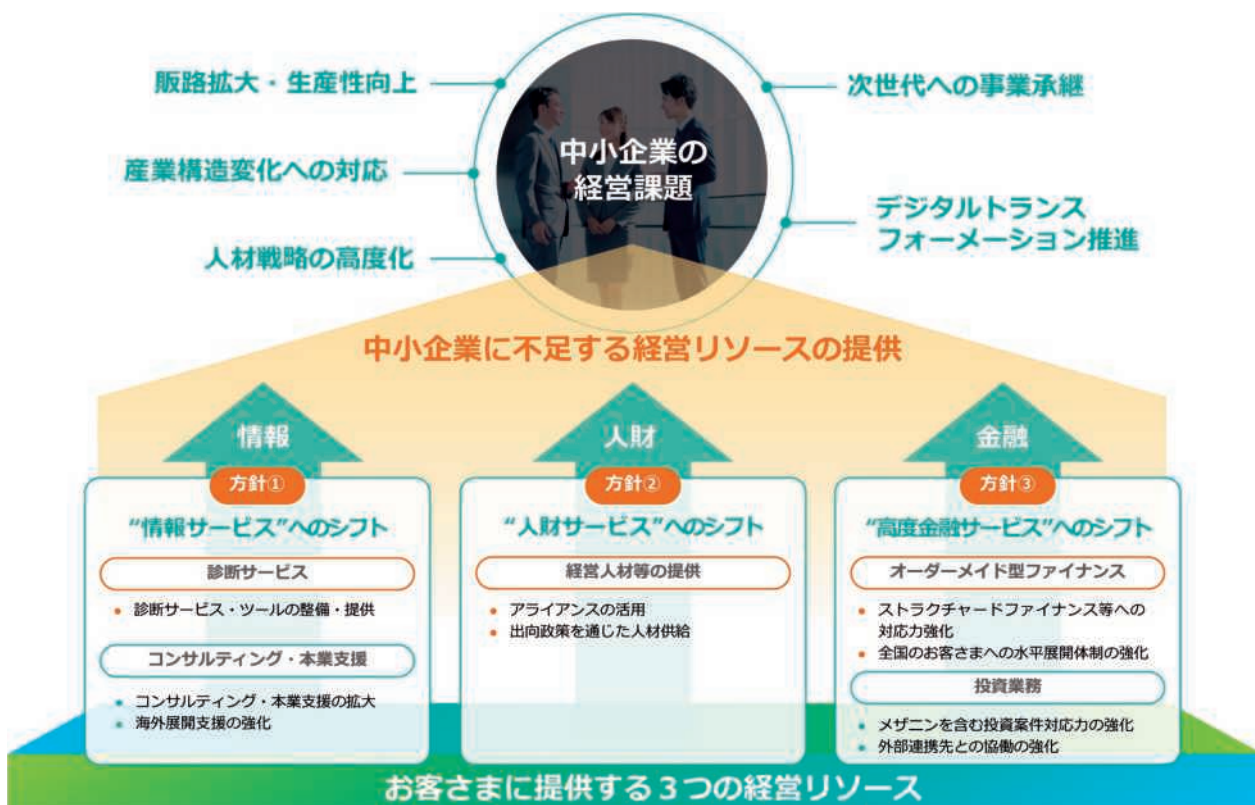 販路拡大・生産性向上
産業構造変化への対応
人材戦略の高度化
中小企業の
経営課題
次世代への事業承継
デジタルトランス
フォーメーション推進
中小企業に不足する経営リソースの提供
情報
方針①
“情報サービス”へのシフト
診断サービス
• 診断サービス・ツールの整備・提供
コンサルティング・本業支援
• コンサルティング・本業支援の拡大
• 海外展開支援の強化
人財
方針②
“人財サービス”へのシフト
経営人材等の提供
• アライアンスの活用
• 出向政策を通じた人材供給
金融
方針③
“高度金融サービス”へのシフト
オーダーメイド型ファイナンス
• ストラクチャードファイナンス等への
対応力強化
• 全国のお客さまへの水平展開体制の強化
投資業務
• メザニンを含む投資案件対応力の強化
• 外部連携先との協働の強化
お客さまに提供する3つの経営リソース